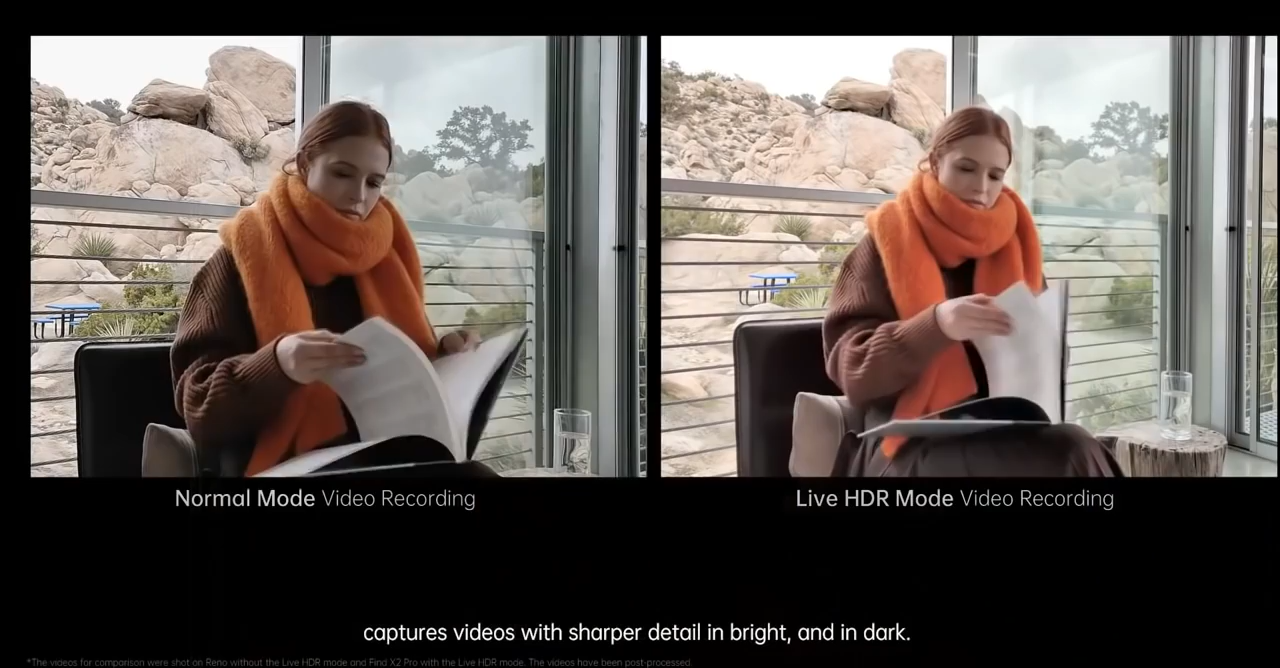 Normal Mode Video Recording
Live HDR Mode Video Recording
captures videos with sharper detail in bright, and in dark.
*The videos for comparison were shot on Reno without the Live HDR mode and Find X2 Pro with the Live HDR mode. The videos have been post-processed.